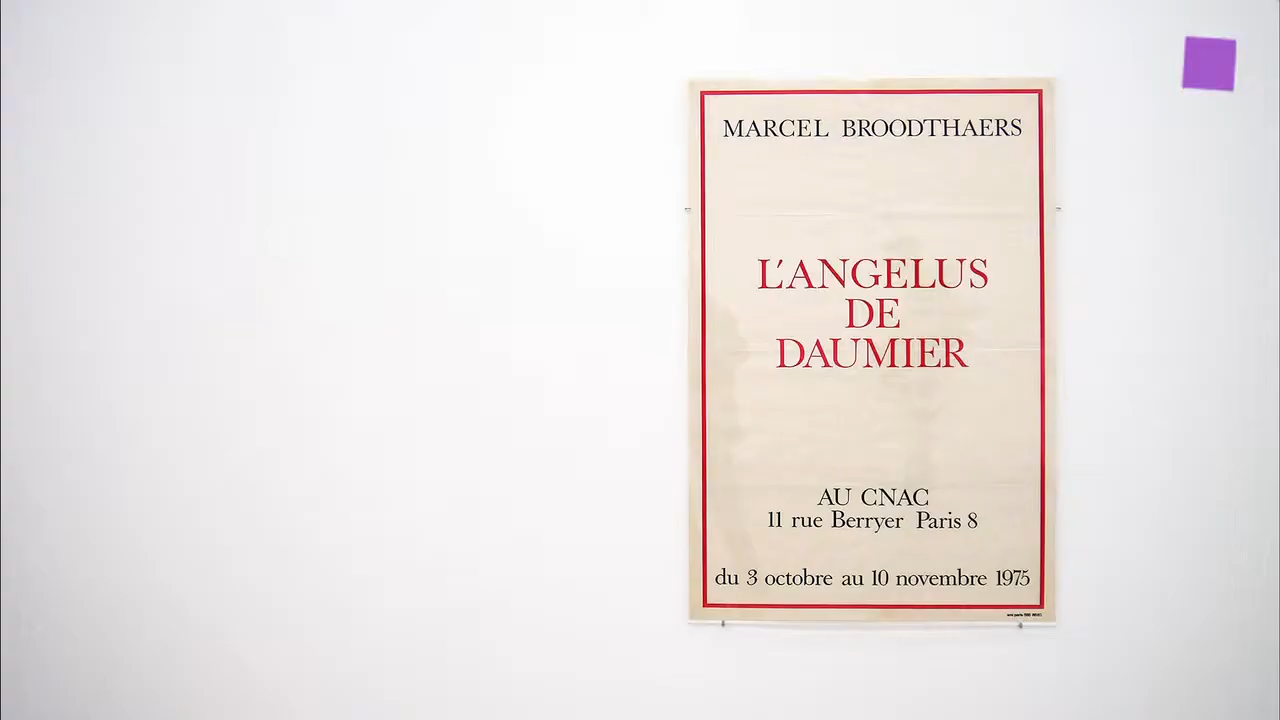 MARCEL BROODTHAERS
L'ANGELUS
DE
DAUMIER
AU CNAC
11 rue Berryer Paris 8
du 3 octobre au 10 novembre 1975